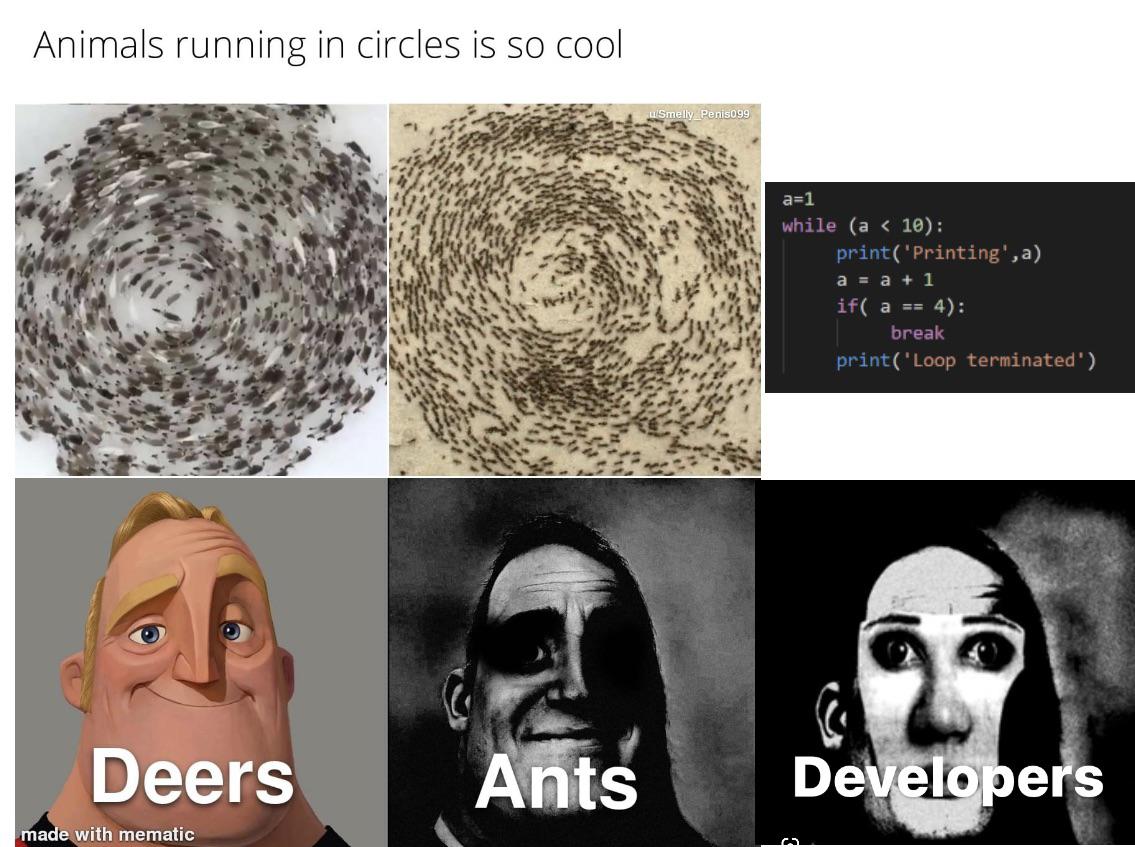 Animals running in circles is so cool
u/Smelly_Penis099
a=1
while (a < 10):
print('Printing',a)
a = a + 1
if( a == 4):
break
print('Loop terminated')
Deers
Ants
Developers
made with mematic